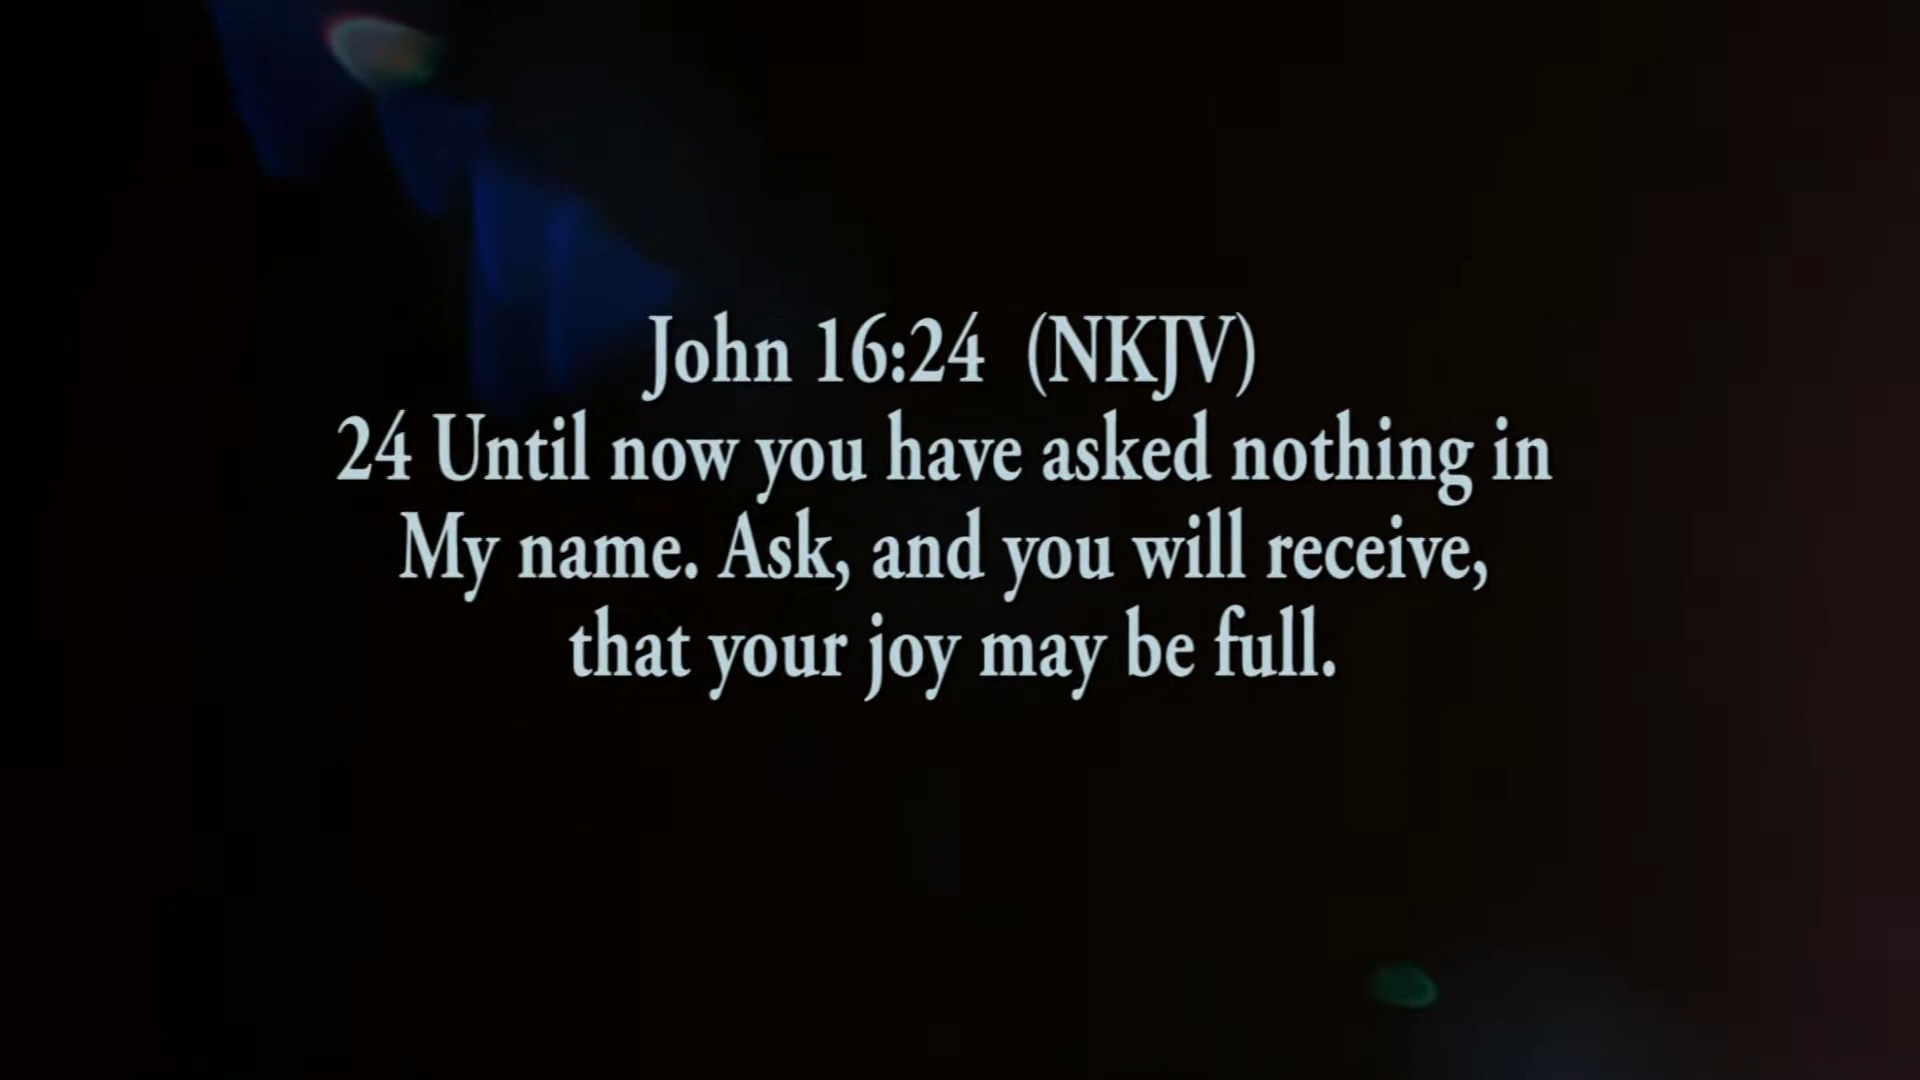 John 16:24  (NKJV)
24 Until now you have asked nothing in
My name. Ask, and you will receive,
that your joy may be full.